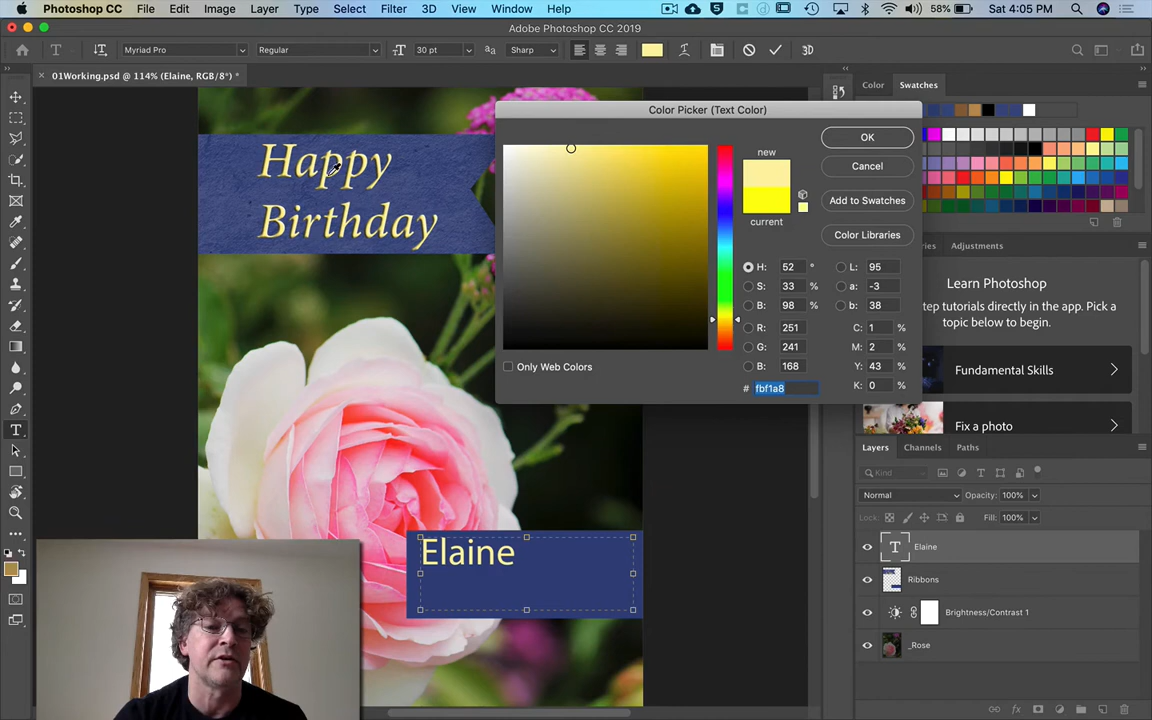 Photoshop CC File Edit Image Layer Type Select Filter 3D View Window Help 58% Sat 4:05 PM
Adobe Photoshop CC 2019
Myriad Pro Regular 30 pt Sharp 3D
01Working.psd @ 114% (Elaine, RGB/8*) *
Color Swatches
Color Picker (Text Color)
new
current
OK
Cancel
Add to Swatches
Color Libraries
H: 52 °
S: 33 %
B: 98 %
R: 251
G: 241
B: 168
# fbf1a8
L: 95
a: -3
b: 38
C: 1 %
M: 2 %
Y: 43 %
K: 0 %
Only Web Colors
Happy
Birthday
Elaine
Adjustments
Learn Photoshop
tutorials directly in the app. Pick a
topic below to begin.
Fundamental Skills
Fix a photo
Layers Channels Paths
Kind
Normal Opacity: 100%
Lock: Fill: 100%
T Elaine
Ribbons
Brightness/Contrast 1
_Rose
fx